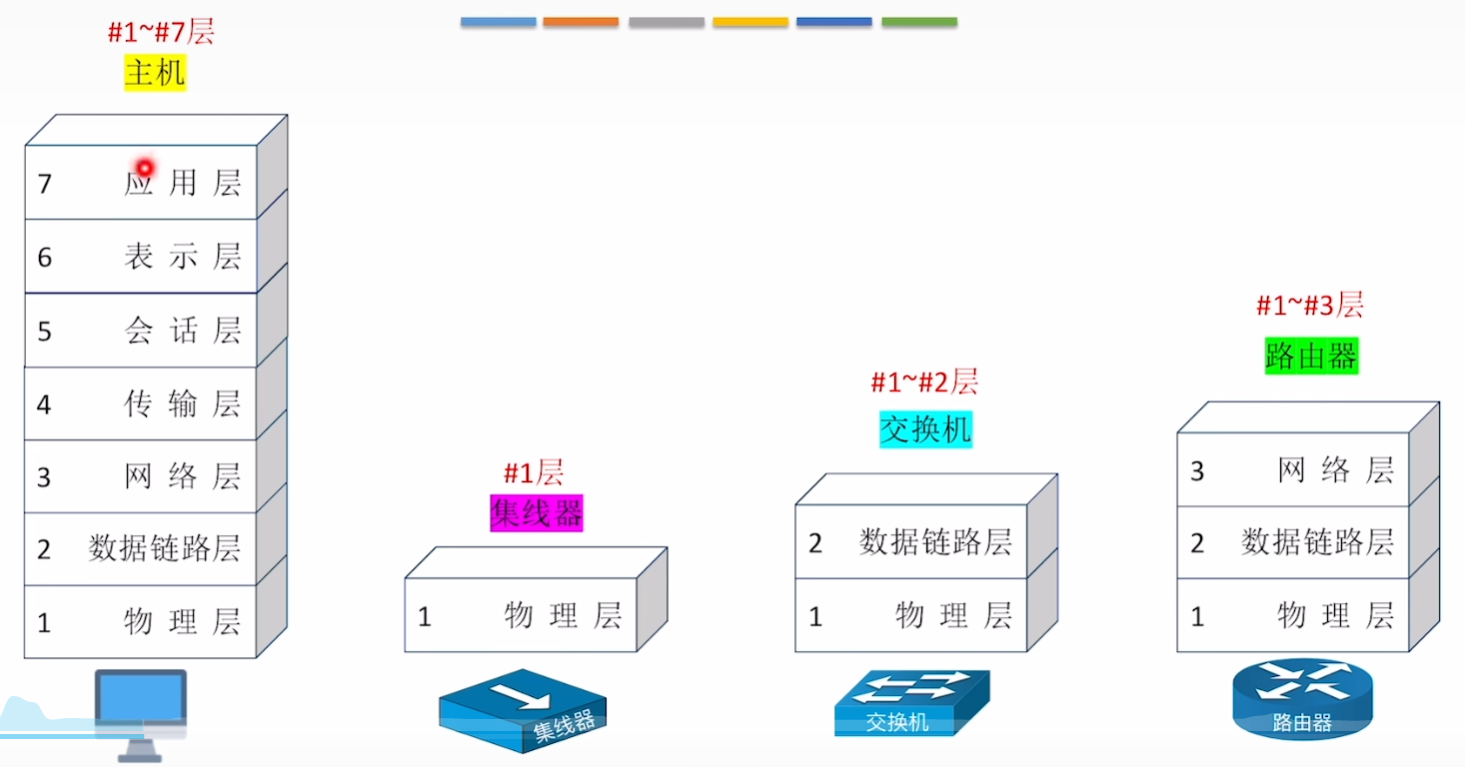 #1~#7层
主机
7 应用层
6 表示层
5 会话层
4 传输层
3 网络层
2 数据链路层
1 物理层
#1层
集线器
1 物理层
集线器
#1~#2层
交换机
2 数据链路层
1 物理层
交换机
#1~#3层
路由器
3 网络层
2 数据链路层
1 物理层
路由器